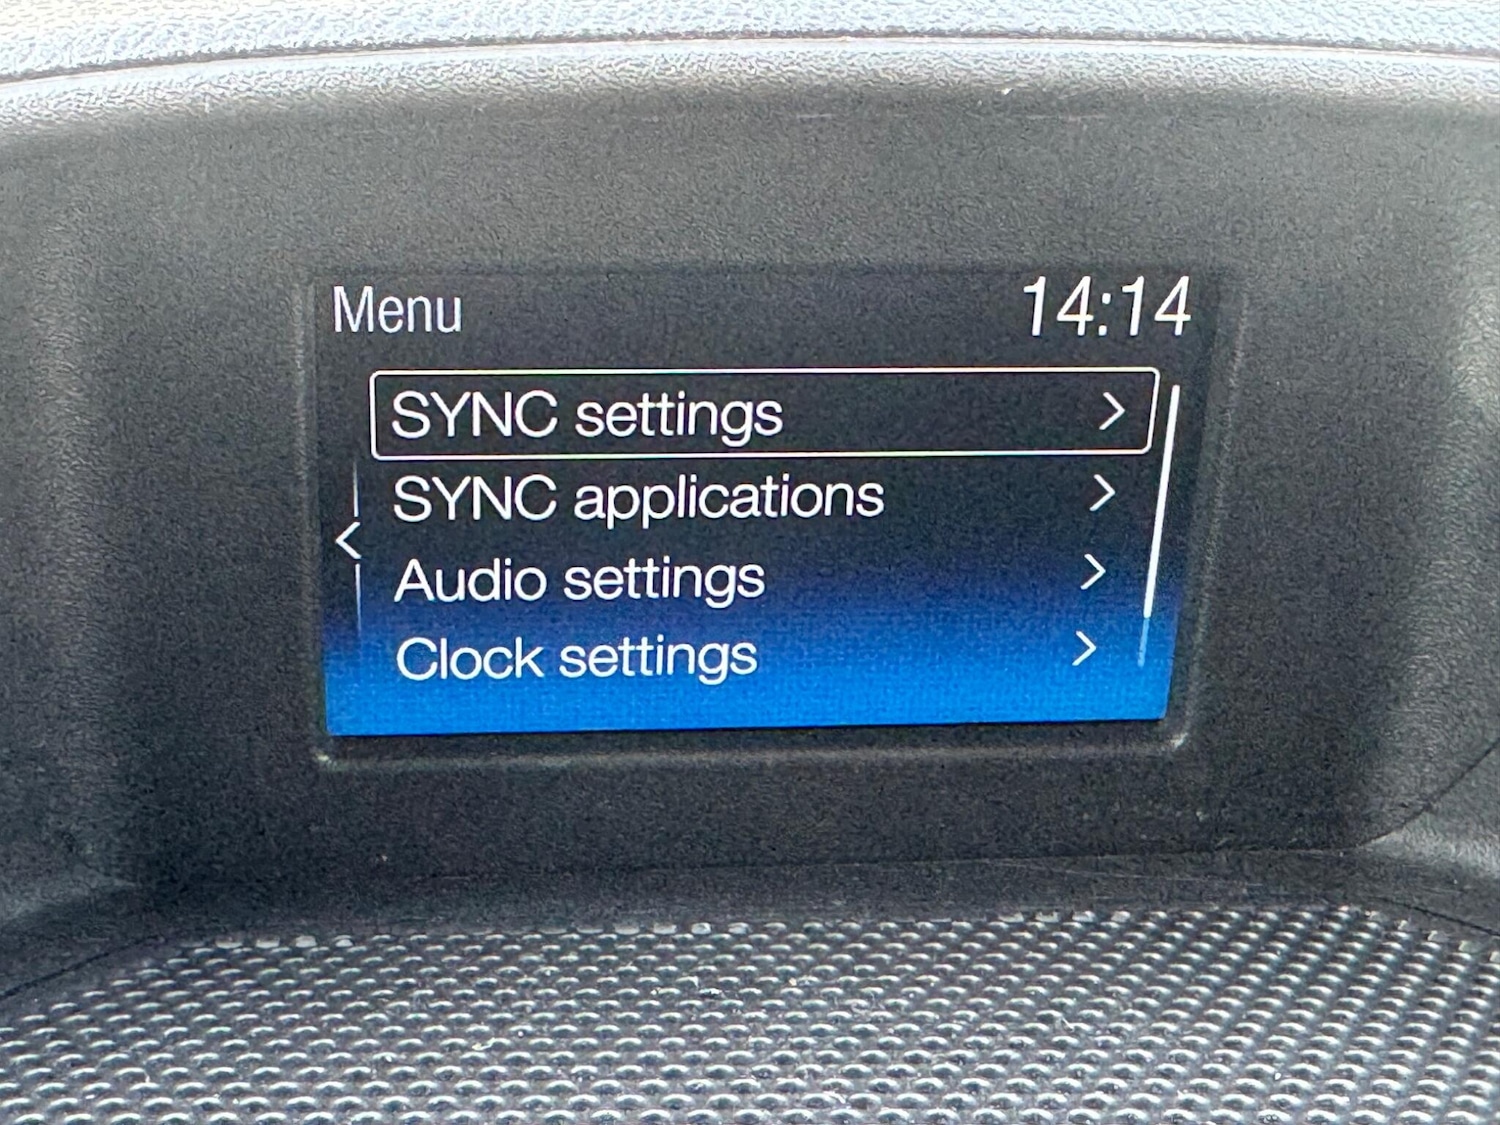 Menu 14:14
SYNC settings
SYNC applications
Audio settings
Clock settings